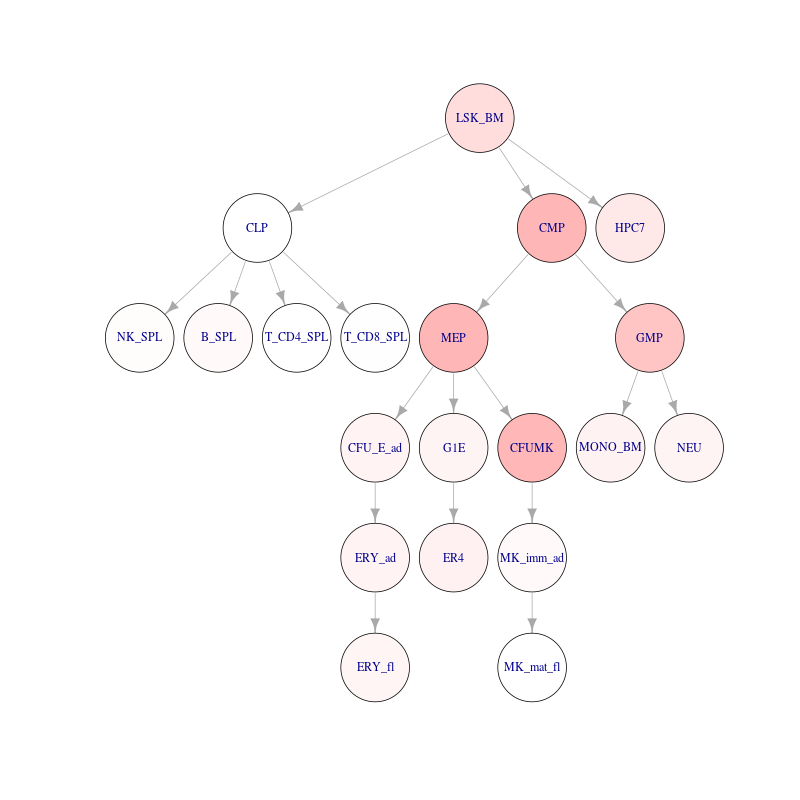 LSK_BM
CLP
CMP
HPC7
NK_SPL
B_SPL
T_CD4_SPL
T_CD8_SPL
MEP
GMP
CFU_E_ad
G1E
CFUMK
MONO_BM
NEU
ERY_ad
ER4
MK_imm_ad
ERY_fl
MK_mat_fl